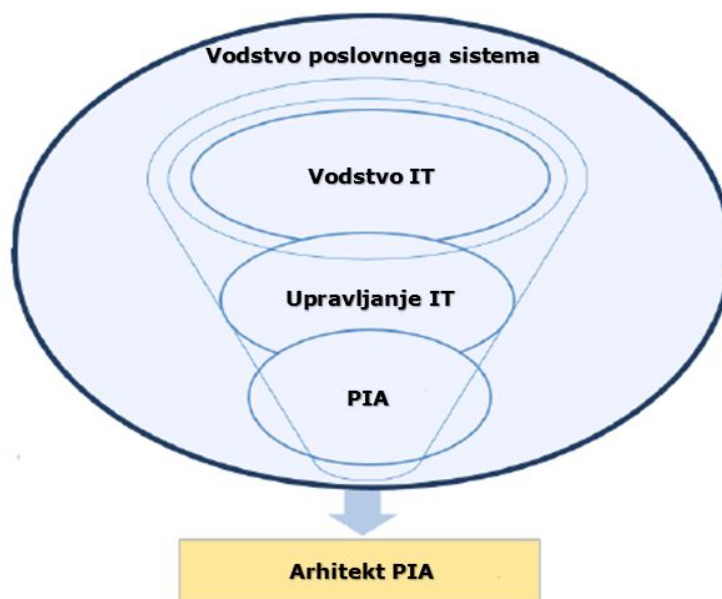 Vodstvo poslovnega sistema
Vodstvo IT
Upravljanje IT
PIA
Arhitekt PIA